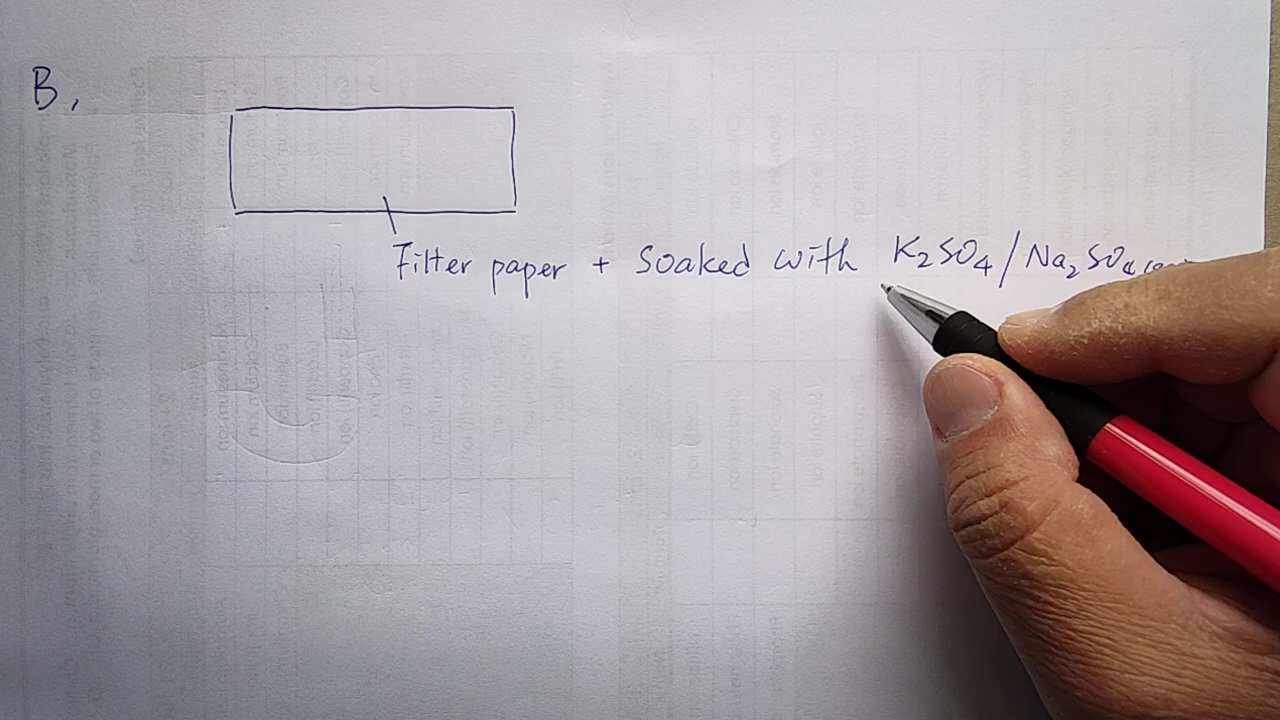 B,
Filter paper + Soaked with K₂SO₄/Na₂SO₄